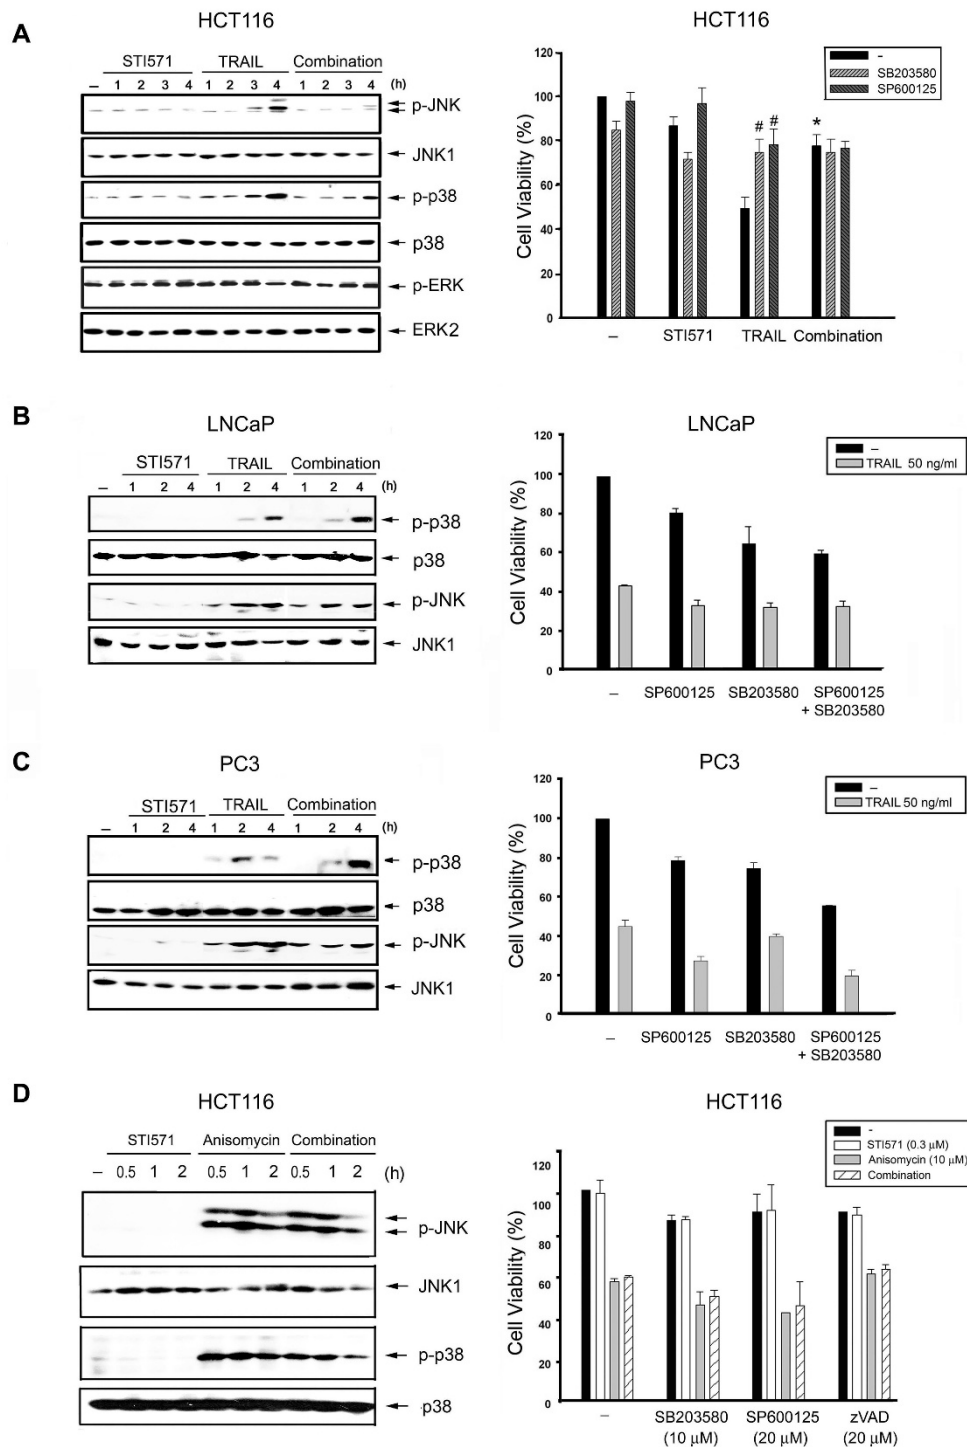 A
HCT116
STI571 TRAIL Combination
– 1 2 3 4 1 2 3 4 1 2 3 4 (h)
p-JNK
JNK1
p-p38
p38
p-ERK
ERK2
HCT116
Cell Viability (%)
120
100
80
60
40
20
0
-
SB203580
SP600125
# # *
– STI571 TRAIL Combination
B
LNCaP
STI571 TRAIL Combination
– 1 2 4 1 2 4 1 2 4 (h)
p-p38
p38
p-JNK
JNK1
LNCaP
Cell Viability (%)
120
100
80
60
40
20
0
–
TRAIL 50 ng/ml
– SP600125 SB203580 SP600125
+ SB203580
C
PC3
STI571 TRAIL Combination
– 1 2 4 1 2 4 1 2 4 (h)
p-p38
p38
p-JNK
JNK1
PC3
Cell Viability (%)
120
100
80
60
40
20
0
–
TRAIL 50 ng/ml
– SP600125 SB203580 SP600125
+ SB203580
D
HCT116
STI571 Anisomycin Combination
– 0.5 1 2 0.5 1 2 0.5 1 2 (h)
p-JNK
JNK1
p-p38
p38
HCT116
Cell Viability (%)
120
100
80
60
40
20
0
-
STI571 (0.3 µM)
Anisomycin (10 µM)
Combination
– SB203580 SP600125 zVAD
(10 µM) (20 µM) (20 µM)